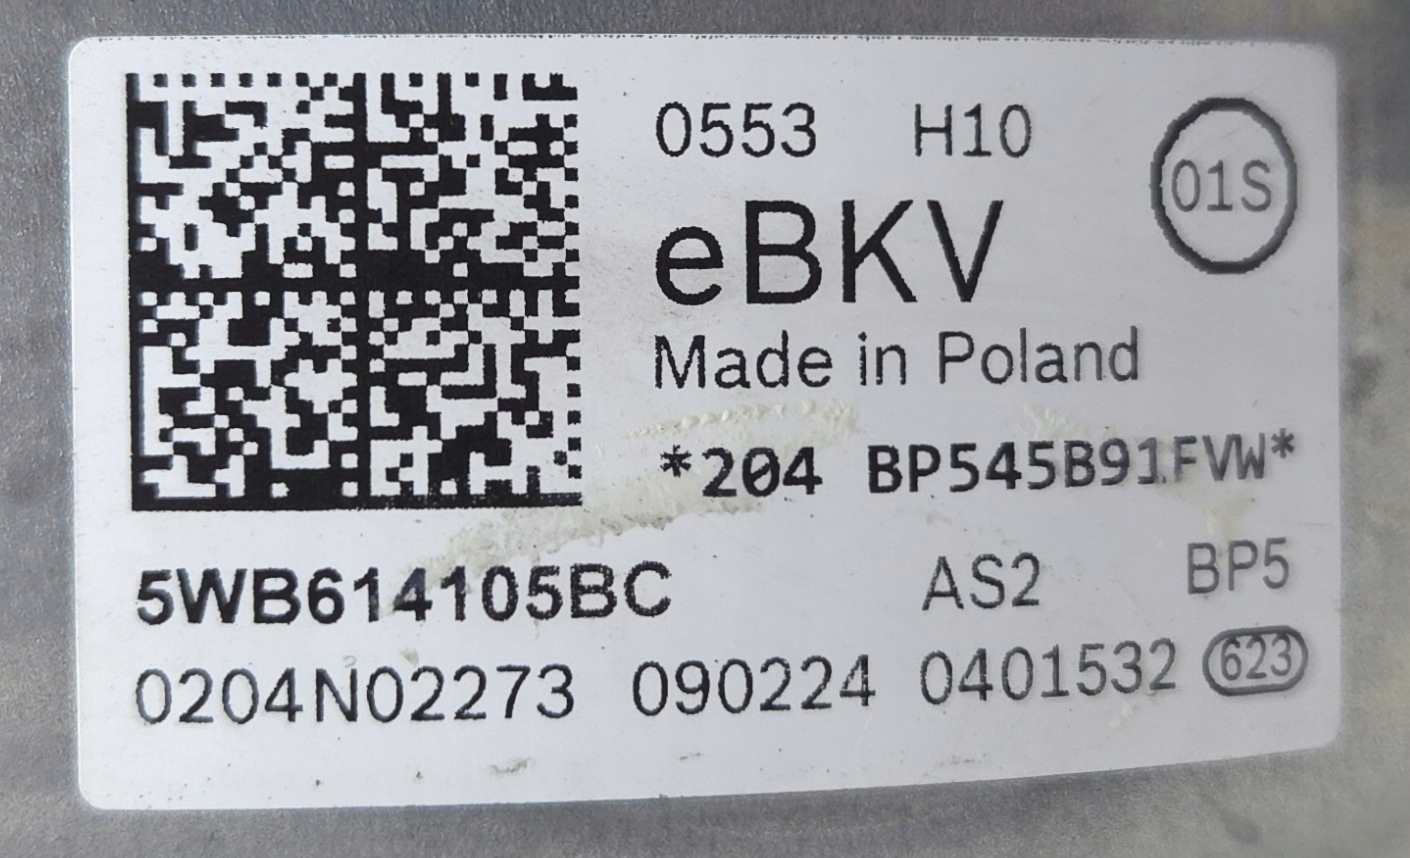 0553 H10 01S
eBKV
Made in Poland
*204 BP545B91FVW*
5WB614105BC AS2 BP5
0204N02273 090224 0401532 623